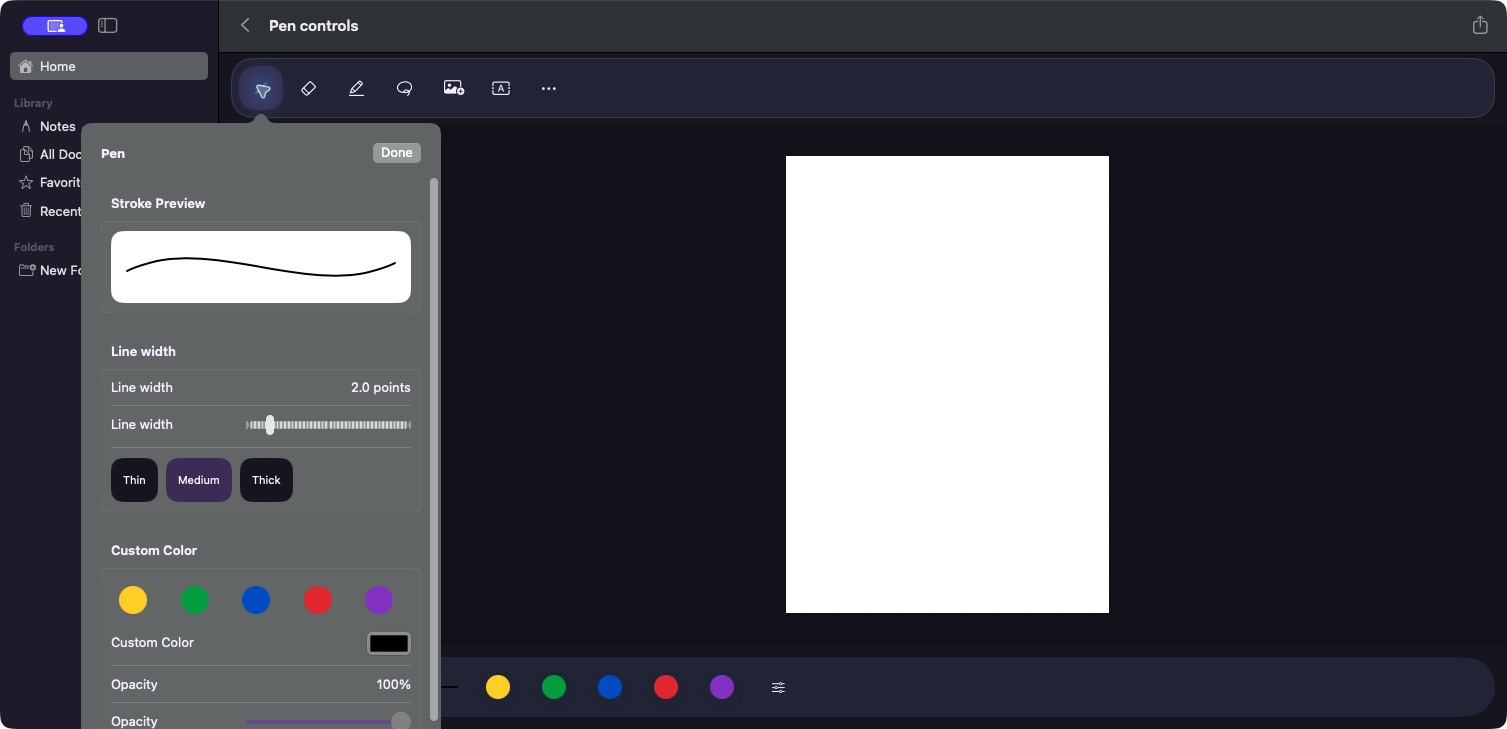 Pen controls
Home
Library
Notes
All Doc
Favorit
Recent
Folders
New Fo
A
Pen
Done
Stroke Preview
Line width
Line width 2.0 points
Line width
Thin Medium Thick
Custom Color
Custom Color
Opacity 100%
Opacity